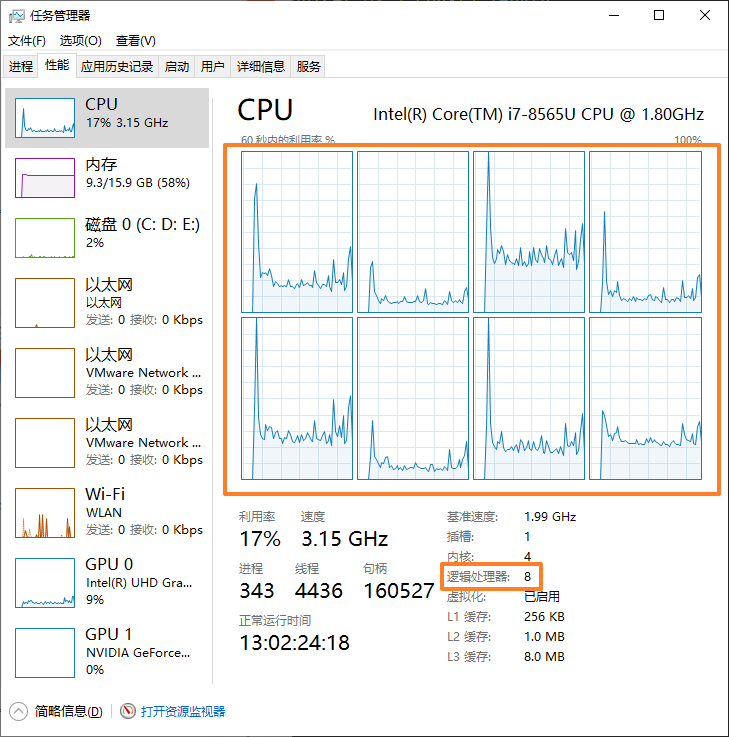 任务管理器
文件(F) 选项(O) 查看(V)
进程 性能 应用历史记录 启动 用户 详细信息 服务
CPU
17% 3.15 GHz
内存
9.3/15.9 GB (58%)
磁盘 0 (C: D: E:)
2%
以太网
以太网
发送: 0 接收: 0 Kbps
以太网
VMware Network ...
发送: 0 接收: 0 Kbps
以太网
VMware Network ...
发送: 0 接收: 0 Kbps
Wi-Fi
WLAN
发送: 0 接收: 0 Kbps
GPU 0
Intel(R) UHD Gra...
9%
GPU 1
NVIDIA GeForce...
0%
CPU
Intel(R) Core(TM) i7-8565U CPU @ 1.80GHz
60 秒内的利用率 % 100%
利用率 速度
17% 3.15 GHz
进程 线程 句柄
343 4436 160527
正常运行时间
13:02:24:18
基准速度: 1.99 GHz
插槽: 1
内核: 4
逻辑处理器: 8
虚拟化: 已启用
L1 缓存: 256 KB
L2 缓存: 1.0 MB
L3 缓存: 8.0 MB
简略信息(D) 打开资源监视器